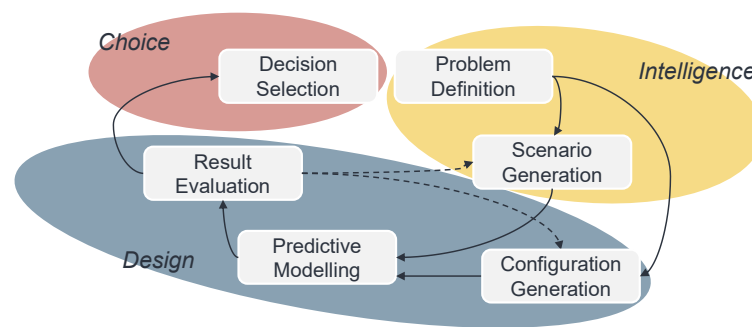 Choice
Decision
Selection
Problem
Definition
Intelligence
Result
Evaluation
Scenario
Generation
Design
Predictive
Modelling
Configuration
Generation